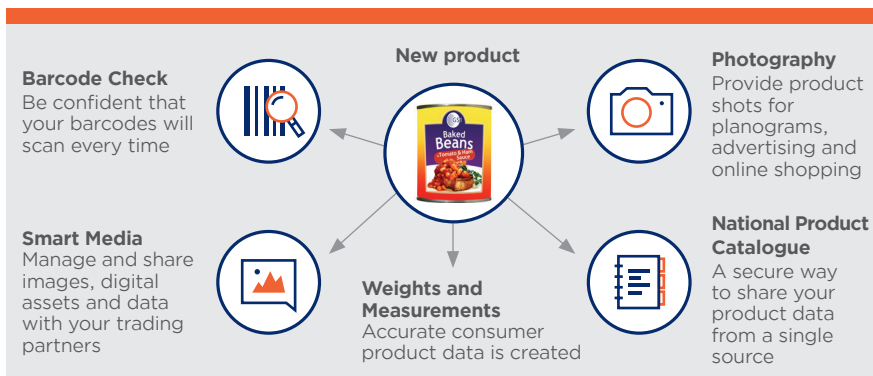 New product
Barcode Check
Be confident that
your barcodes will
scan every time
Photography
Provide product
shots for
planograms,
advertising and
online shopping
Baked
Beans
Tomato & Ham
Sauce
Smart Media
Manage and share
images, digital
assets and data
with your trading
partners
Weights and
Measurements
Accurate consumer
product data is created
National Product
Catalogue
A secure way
to share your
product data
from a single
source